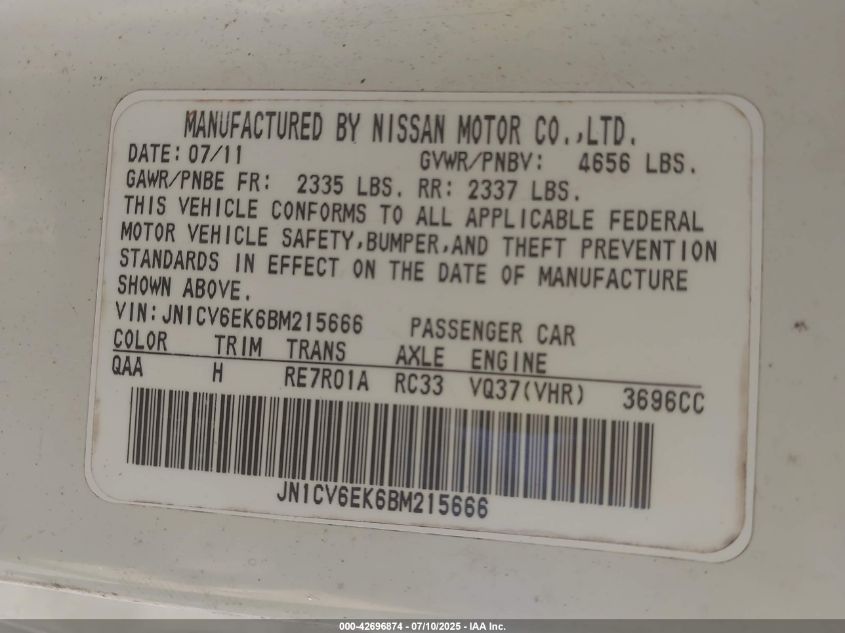 MANUFACTURED BY NISSAN MOTOR CO.,LTD.
DATE: 07/11 GVWR/PNBV: 4656 LBS.
GAWR/PNBE FR: 2335 LBS. RR: 2337 LBS.
THIS VEHICLE CONFORMS TO ALL APPLICABLE FEDERAL
MOTOR VEHICLE SAFETY,BUMPER,AND THEFT PREVENTION
STANDARDS IN EFFECT ON THE DATE OF MANUFACTURE
SHOWN ABOVE.
VIN: JN1CV6EK6BM215666 PASSENGER CAR
COLOR TRIM TRANS AXLE ENGINE
QAA H RE7R01A RC33 VQ37(VHR) 3696CC
JN1CV6EK6BM215666
000-42696874 - 07/10/2025 - IAA Inc.